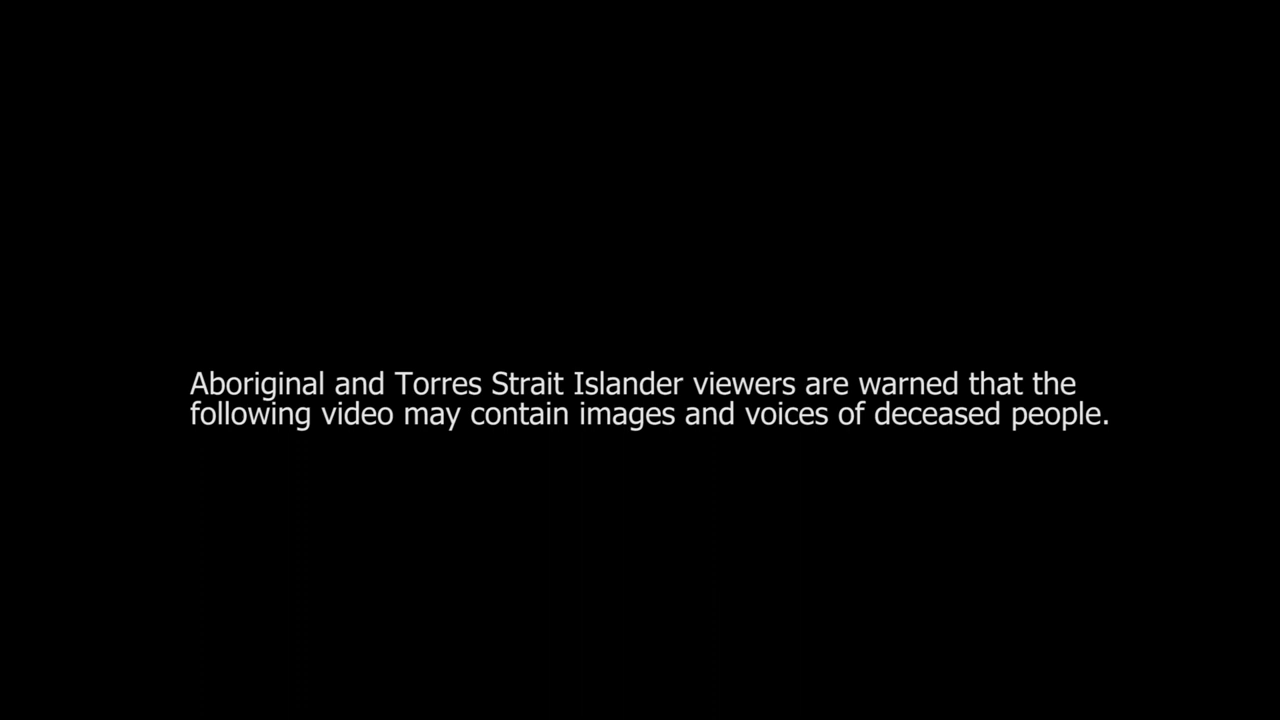 Aboriginal and Torres Strait Islander viewers are warned that the
following video may contain images and voices of deceased people.